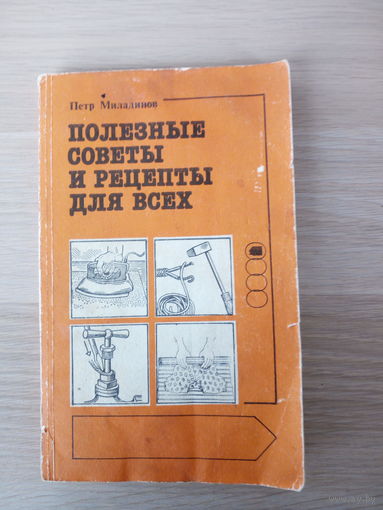 Петр Миладинов
ПОЛЕЗНЫЕ
СОВЕТЫ
И РЕЦЕПТЫ
ДЛЯ ВСЕХ